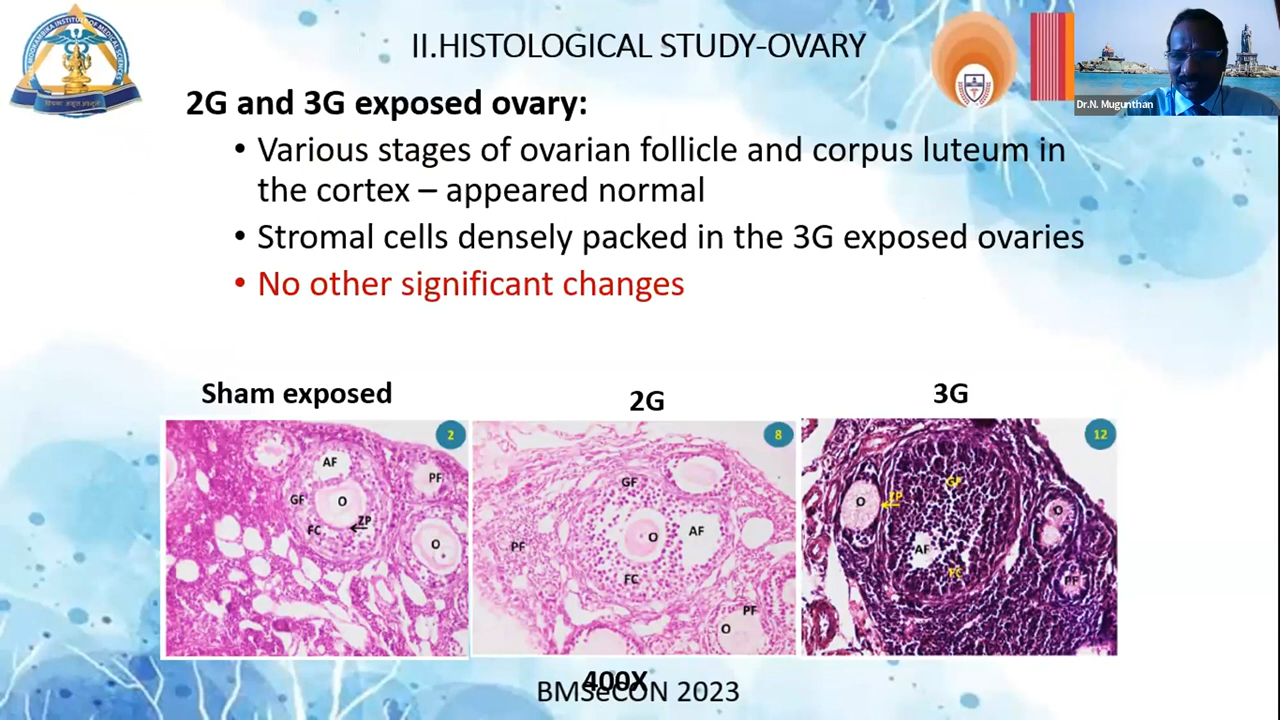 II.HISTOLOGICAL STUDY-OVARY
Dr.N. Mugunthan
2G and 3G exposed ovary:
• Various stages of ovarian follicle and corpus luteum in
the cortex – appeared normal
• Stromal cells densely packed in the 3G exposed ovaries
• No other significant changes
Sham exposed
2G
3G
2
AF
PF
GF
O
FC
ZP
O
8
GF
PF
O
AF
FC
PF
O
12
GF
O
ZP
O
AF
FC
PF
400X
BMSeCON 2023